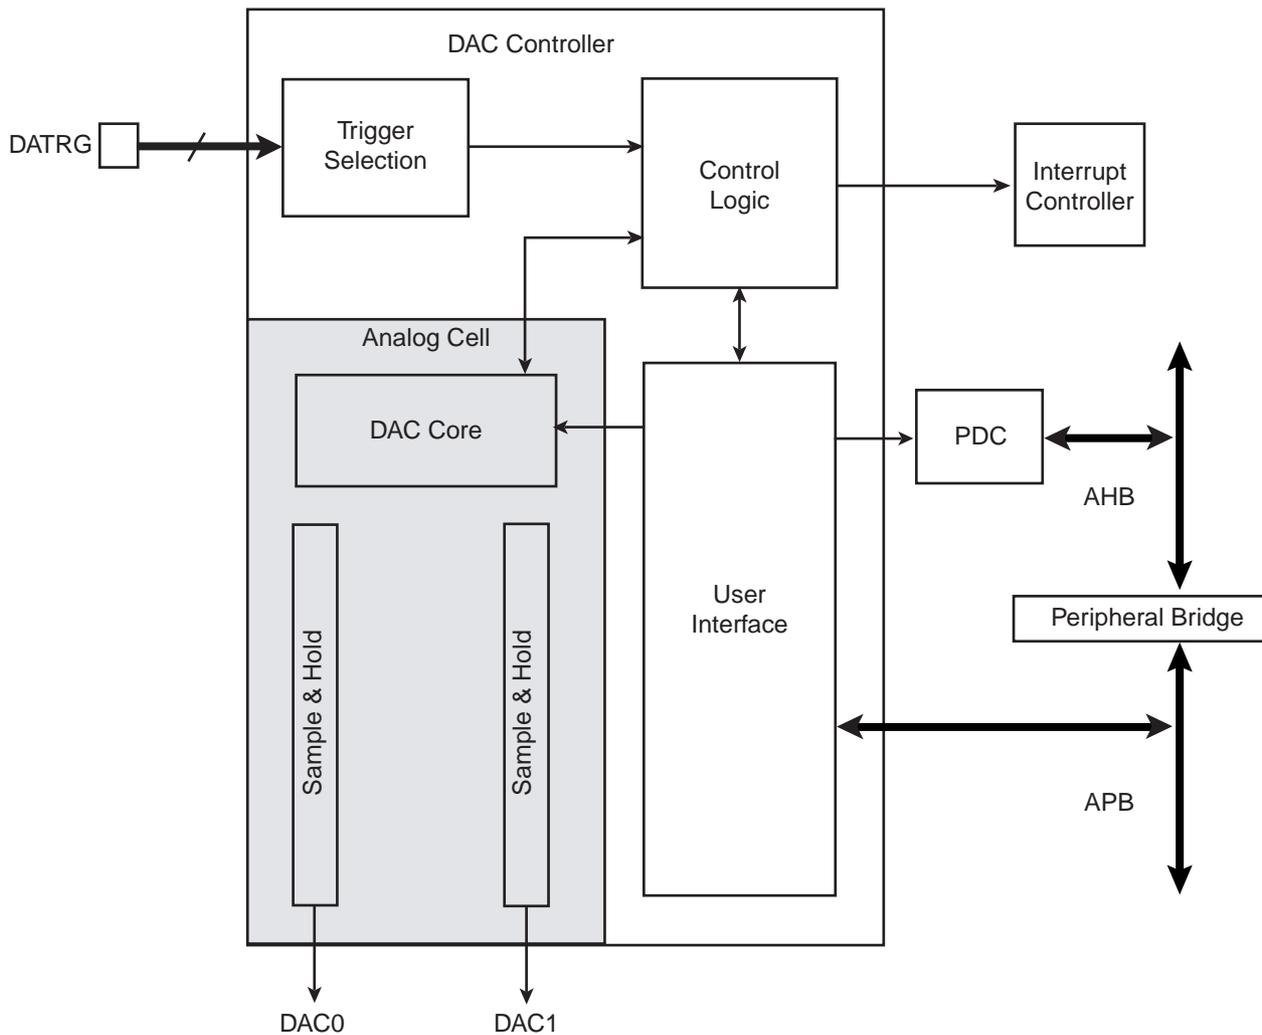 DAC Controller
DATRG
Trigger
Selection
Control
Logic
Interrupt
Controller
Analog Cell
DAC Core
PDC
AHB
User
Interface
Peripheral Bridge
Sample & Hold
Sample & Hold
APB
DAC0
DAC1